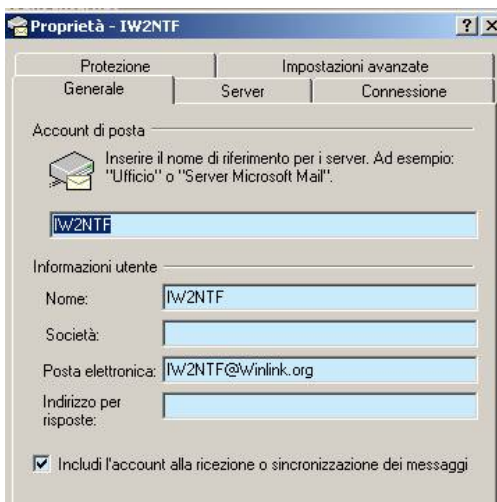 Proprietà - IW2NTF
Protezione
Impostazioni avanzate
Generale
Server
Connessione
Account di posta
Inserire il nome di riferimento per i server. Ad esempio:
"Ufficio" o "Server Microsoft Mail".
IW2NTF
Informazioni utente
Nome: IW2NTF
Società:
Posta elettronica: IW2NTF@Winlink.org
Indirizzo per
risposte:
Includi l'account alla ricezione o sincronizzazione dei messaggi